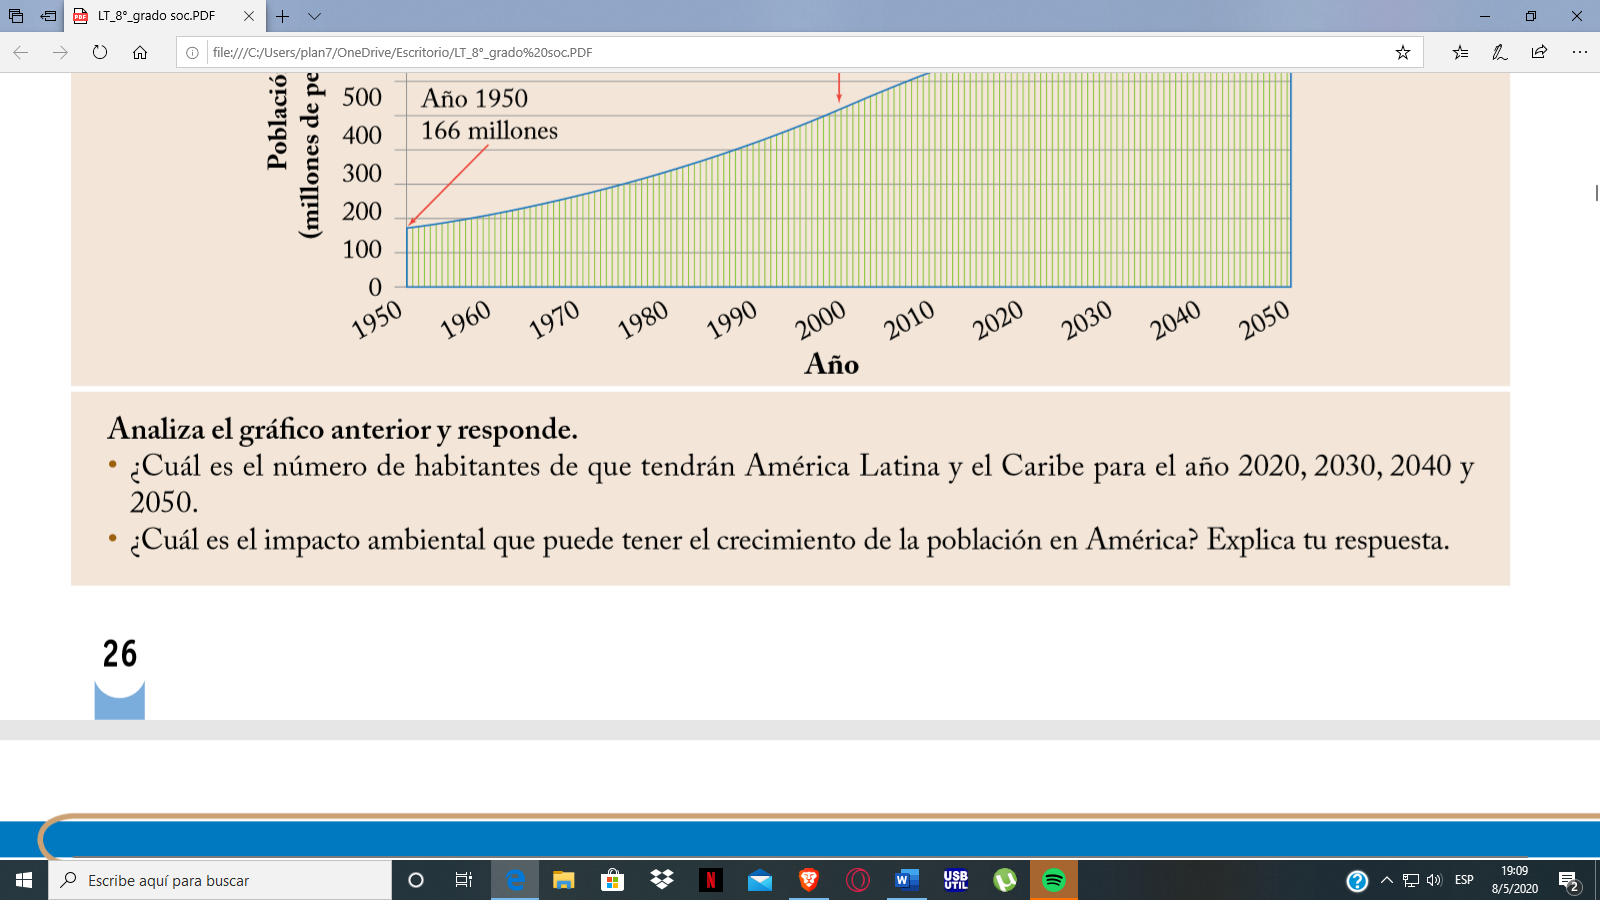 LT_8°_grado soc.PDF
file:///C:/Users/plan7/OneDrive/Escritorio/LT_8°_grado%20soc.PDF
500
400
300
200
100
0
Año 1950
166 millones
1950 1960 1970 1980 1990 2000 2010 2020 2030 2040 2050
Año
Analiza el gráfico anterior y responde.
• ¿Cuál es el número de habitantes de que tendrán América Latina y el Caribe para el año 2020, 2030, 2040 y
2050.
• ¿Cuál es el impacto ambiental que puede tener el crecimiento de la población en América? Explica tu respuesta.
26
Escribe aquí para buscar
USB
UTIL
ESP
19:09
8/5/2020
2